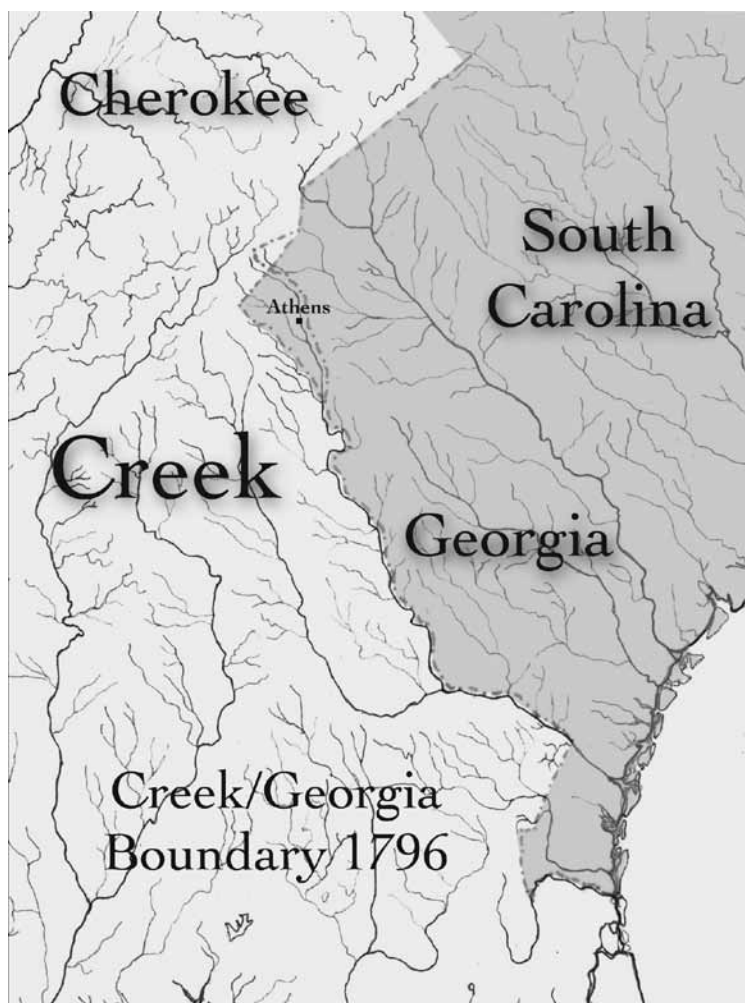 Cherokee
South
Carolina
Athens
Creek
Georgia
Creek/Georgia
Boundary 1796